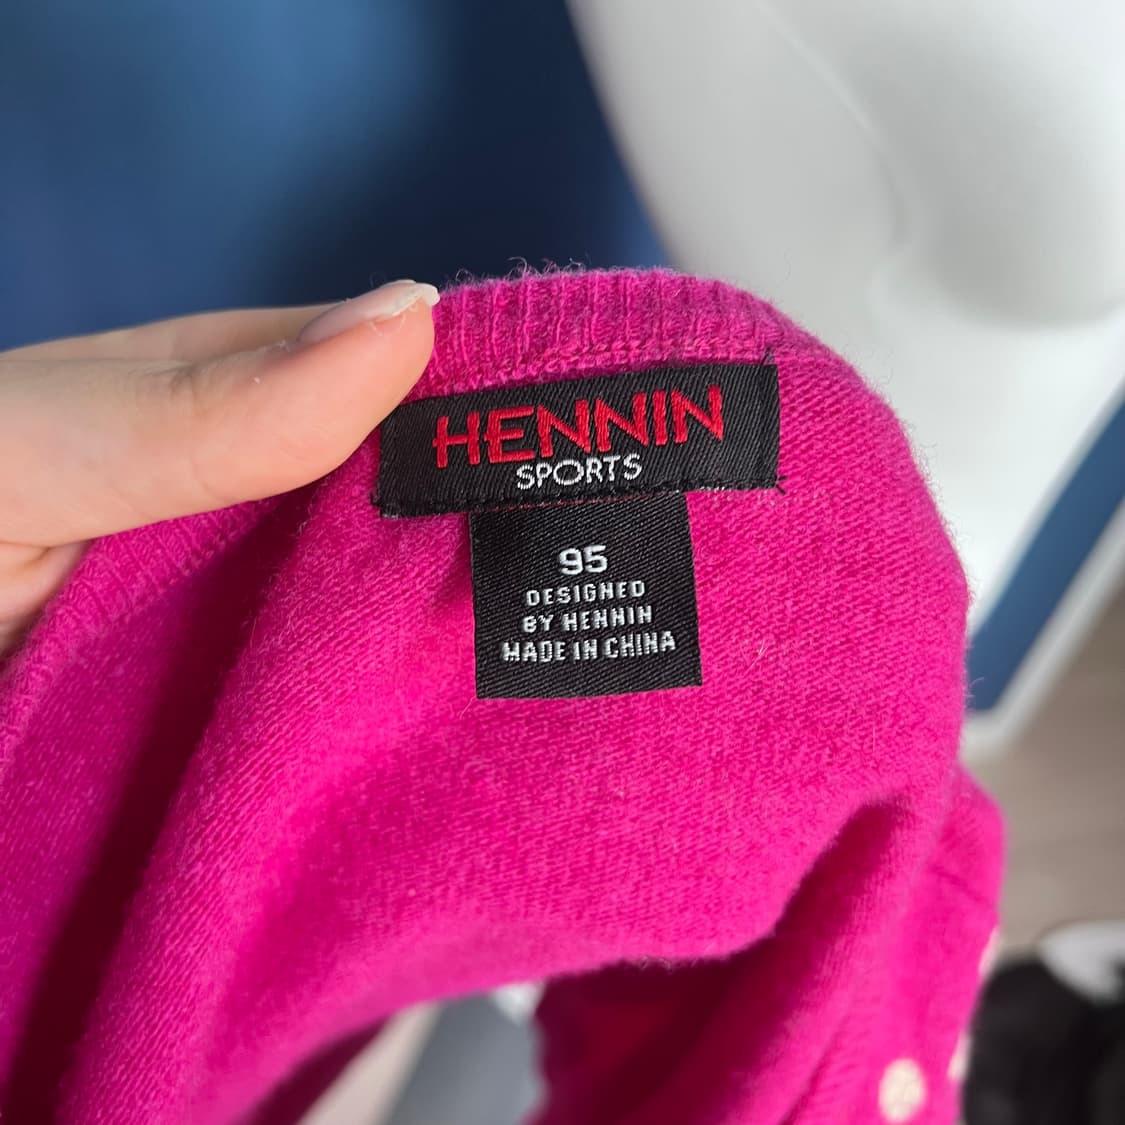 HENNIN
SPORTS
95
DESIGNED
BY HENNIN
MADE IN CHINA